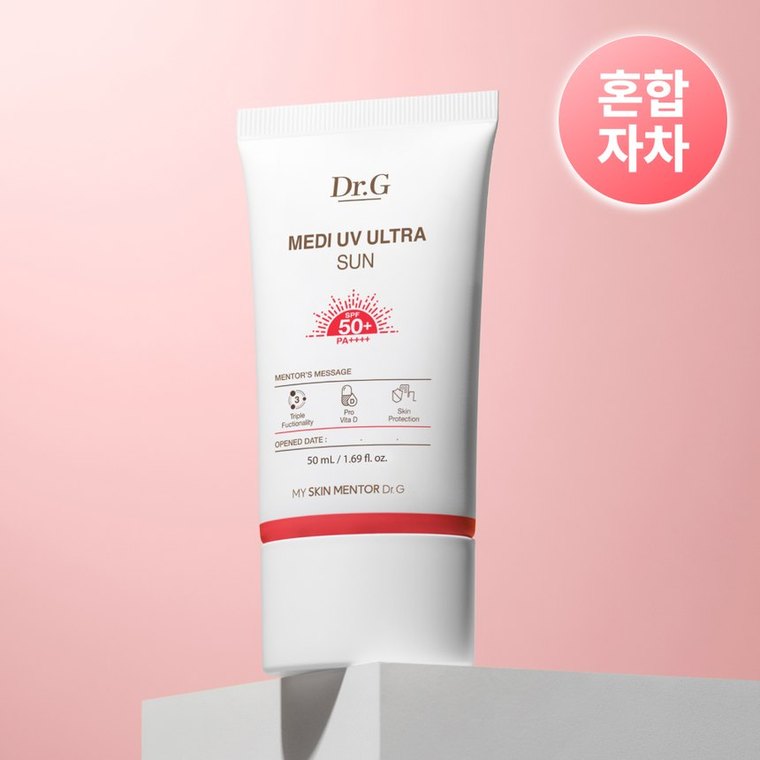 혼합
자차
Dr.G
MEDI UV ULTRA
SUN
SPF
50+
PA++++
MENTOR'S MESSAGE
3
Triple
Fuctionality
Pro
Vita D
D
Skin
Protection
OPENED DATE : . .
50 mL / 1.69 fl. oz.
MY SKIN MENTOR Dr.G